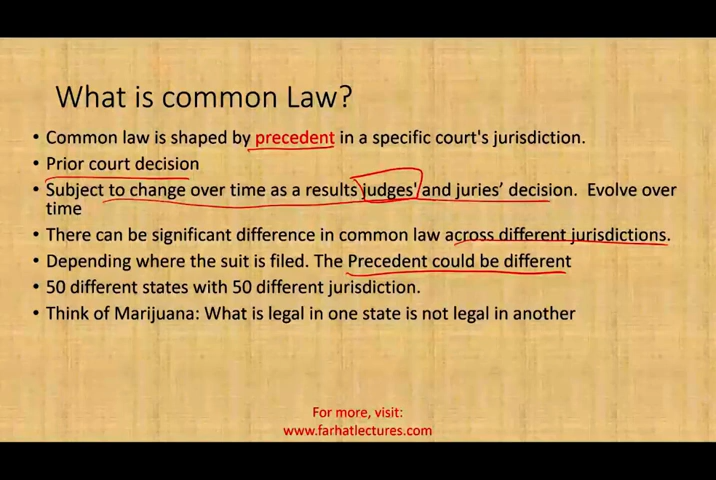 What is common Law?
• Common law is shaped by precedent in a specific court's jurisdiction.
• Prior court decision
• Subject to change over time as a results judges' and juries' decision. Evolve over
time
• There can be significant difference in common law across different jurisdictions.
• Depending where the suit is filed. The Precedent could be different
• 50 different states with 50 different jurisdiction.
• Think of Marijuana: What is legal in one state is not legal in another
For more, visit:
www.farhatlectures.com